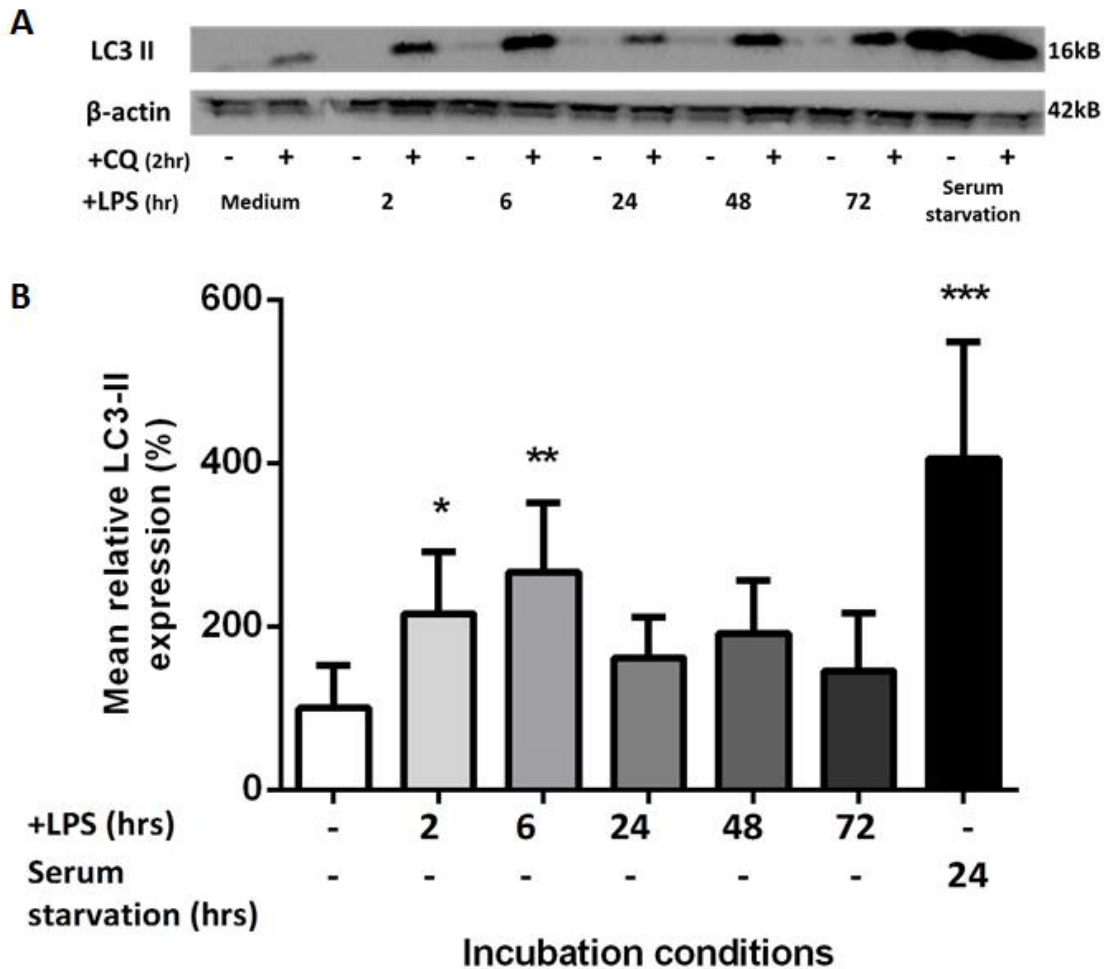 A
LC3 II
16kB
β-actin
42kB
+CQ (2hr) - + - + - + - + - + - + - +
+LPS (hr) Medium 2 6 24 48 72 Serum
starvation
B
Mean relative LC3-II
expression (%)
600
400
200
0
* ** ***
+LPS (hrs) - 2 6 24 48 72 -
Serum
starvation (hrs) - - - - - - 24
Incubation conditions